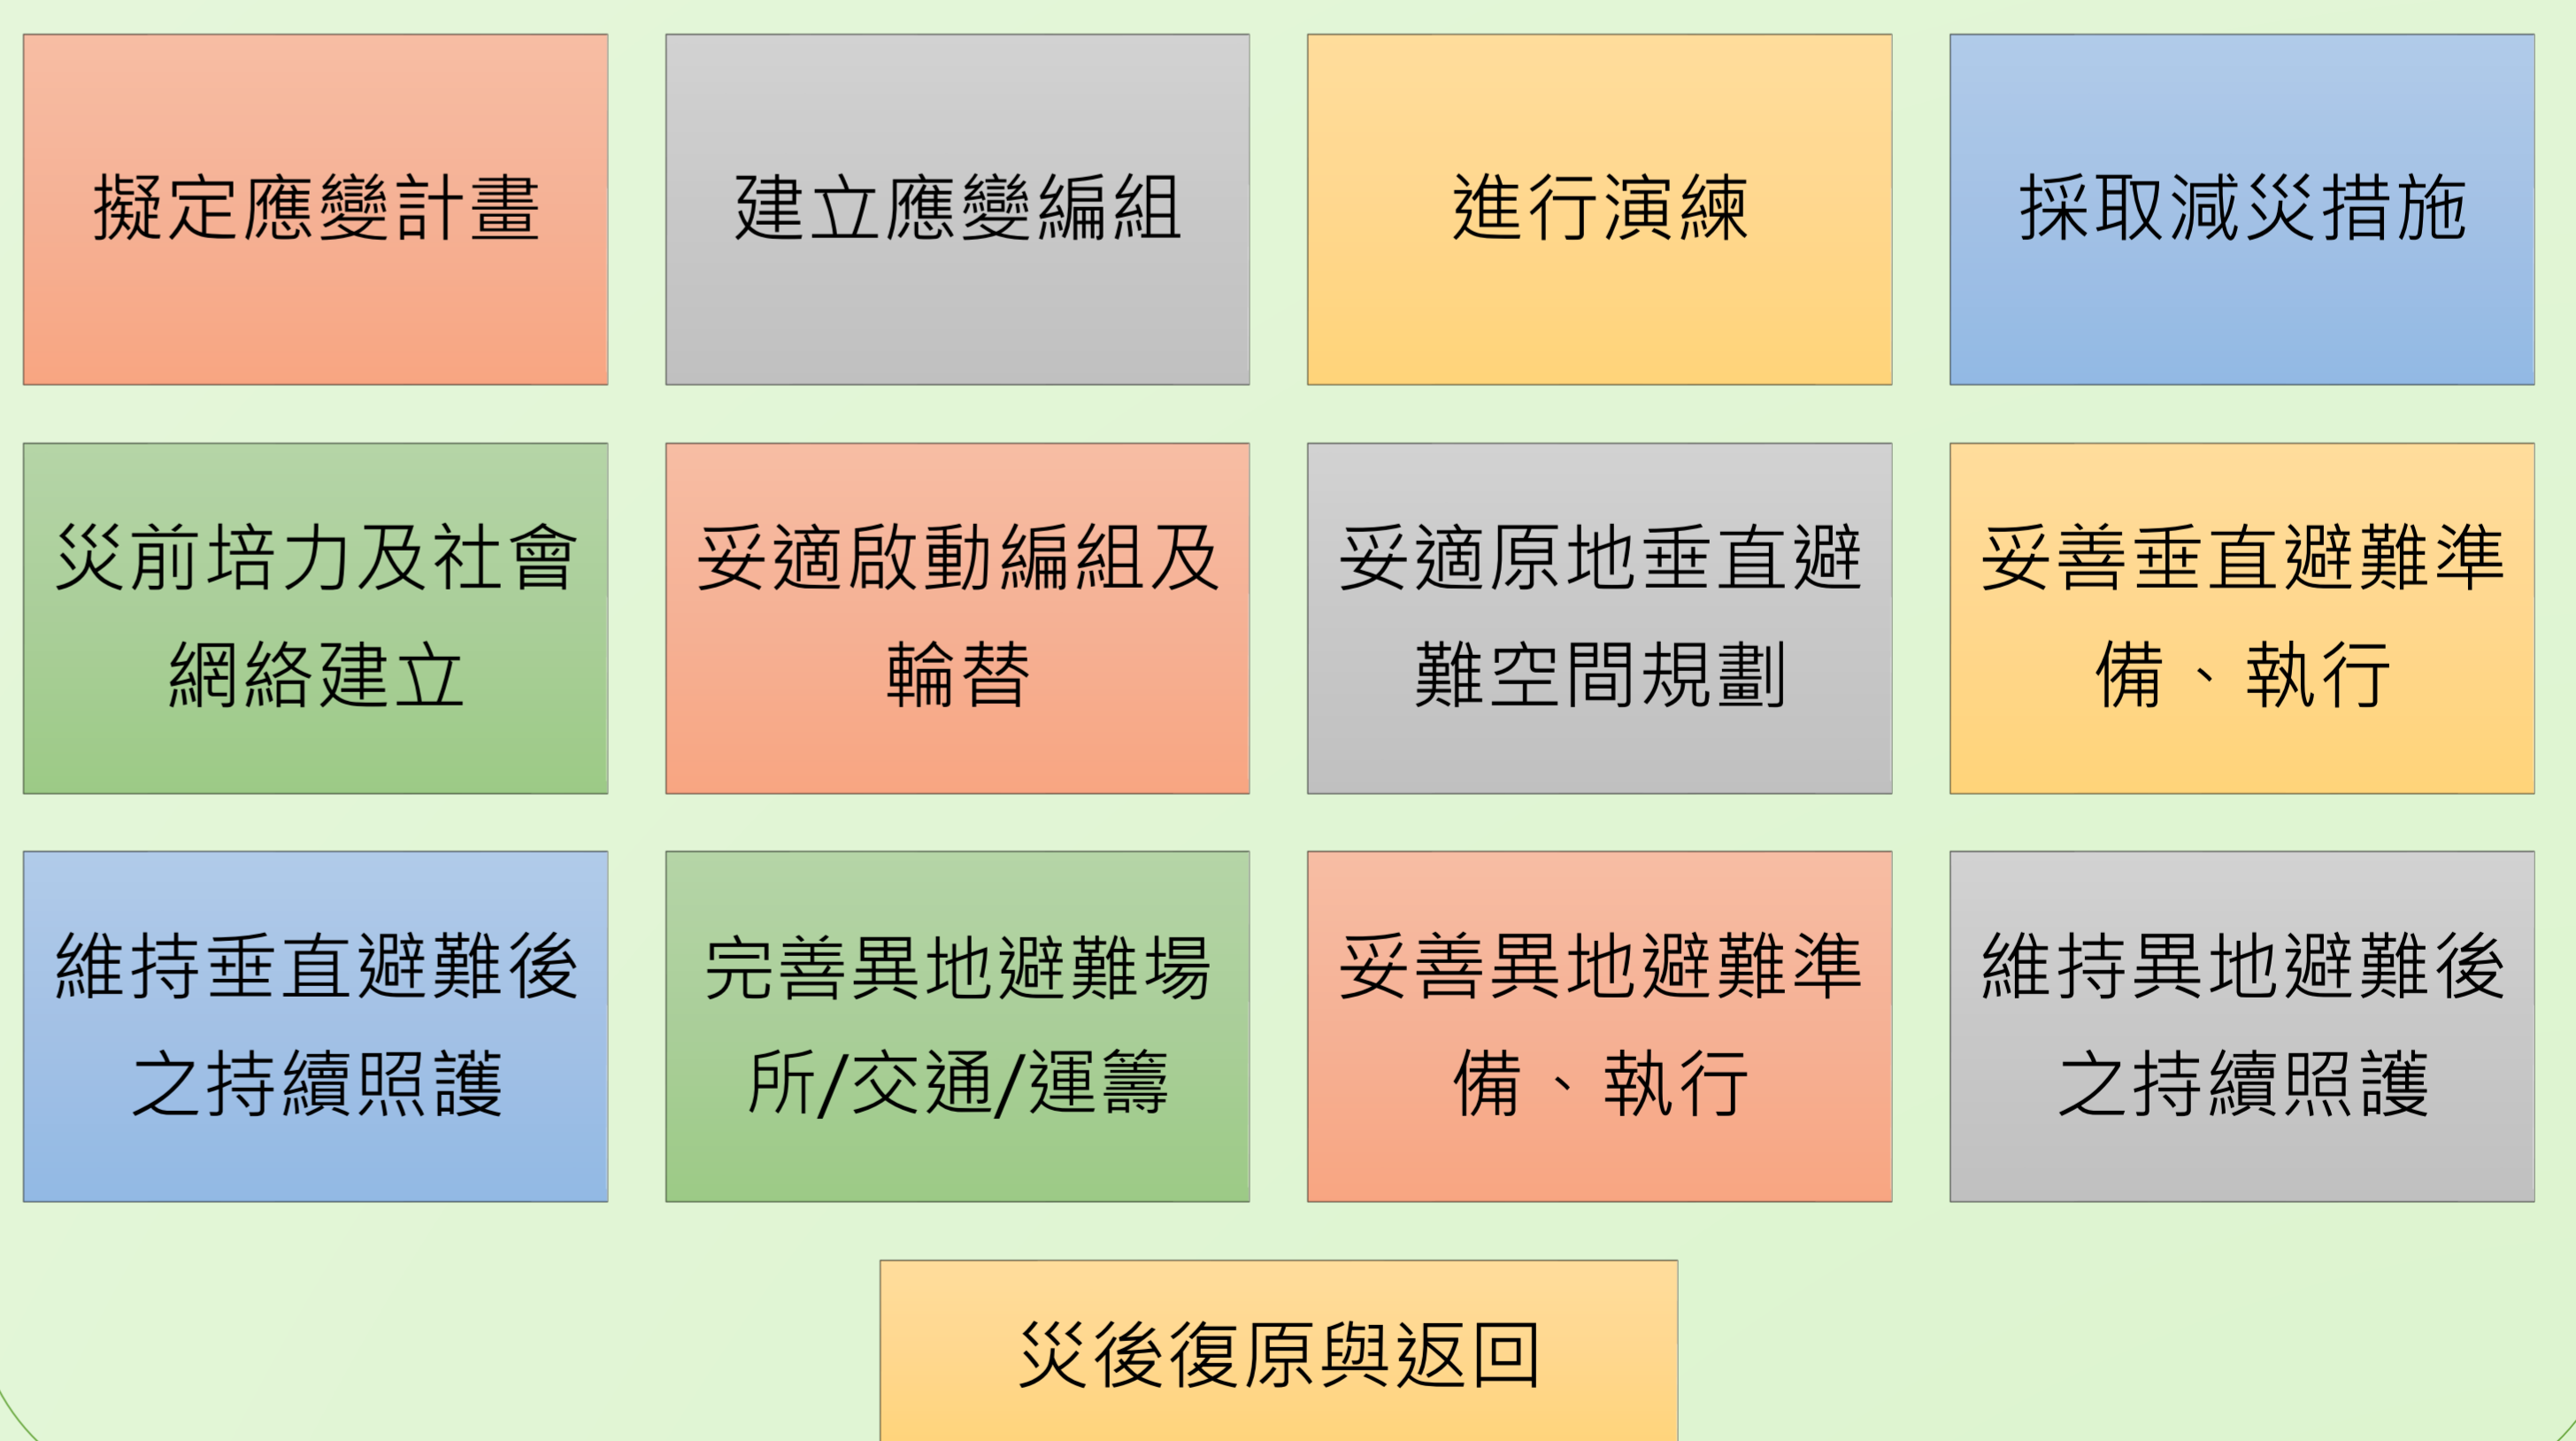 擬定應變計畫
建立應變編組
進行演練
採取減災措施
災前培力及社會
網絡建立
妥適啟動編組及
輪替
妥適原地垂直避
難空間規劃
妥善垂直避難準
備、執行
維持垂直避難後
之持續照護
完善異地避難場
所/交通/運籌
妥善異地避難準
備、執行
維持異地避難後
之持續照護
災後復原與返回